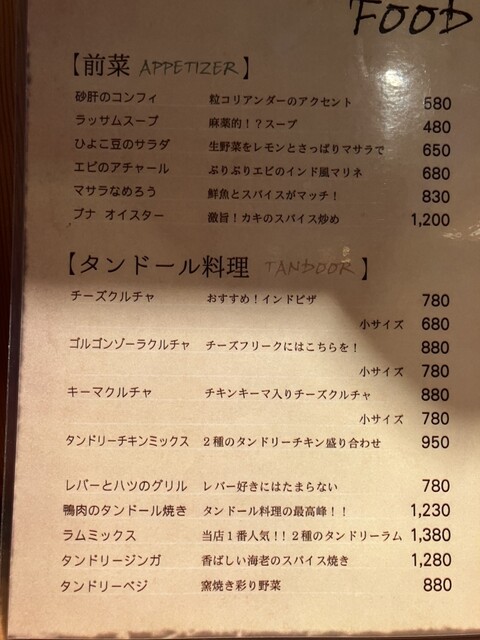 FOOD
【前菜 APPETIZER】
砂肝のコンフィ 粒コリアンダーのアクセント 580
ラッサムスープ 麻薬的！？スープ 480
ひよこ豆のサラダ 生野菜をレモンとさっぱりマサラで 650
エビのアチャール ぷりぷりエビのインド風マリネ 680
マサラなめろう 鮮魚とスパイスがマッチ！ 830
ブナ オイスター 激旨！カキのスパイス炒め 1,200
【タンドール料理 TANDOOR】
チーズクルチャ おすすめ！インドピザ 780
小サイズ 680
ゴルゴンゾーラクルチャ チーズフリークにはこちらを！ 880
小サイズ 780
キーマクルチャ チキンキーマ入りチーズクルチャ 880
小サイズ 780
タンドリーチキンミックス ２種のタンドリーチキン盛り合わせ 950
レバーとハツのグリル レバー好きにはたまらない 780
鴨肉のタンドール焼き タンドール料理の最高峰！！ 1,230
ラムミックス 当店１番人気！！２種のタンドリーラム 1,380
タンドリージンガ 香ばしい海老のスパイス焼き 1,280
タンドリーベジ 窯焼き彩り野菜 880